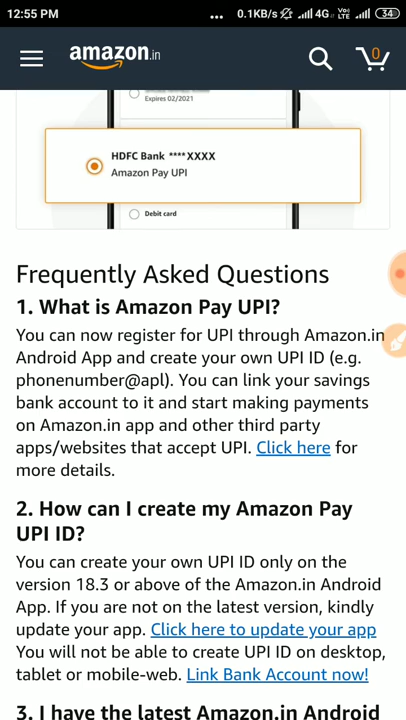 12:55 PM
... 0.1KB/s 4G Vo LTE 34
amazon.in
0
Expires 02/2021
HDFC Bank ****XXXX
Amazon Pay UPI
Debit card
Frequently Asked Questions
1. What is Amazon Pay UPI?
You can now register for UPI through Amazon.in
Android App and create your own UPI ID (e.g.
phonenumber@apl). You can link your savings
bank account to it and start making payments
on Amazon.in app and other third party
apps/websites that accept UPI. Click here for
more details.
2. How can I create my Amazon Pay
UPI ID?
You can create your own UPI ID only on the
version 18.3 or above of the Amazon.in Android
App. If you are not on the latest version, kindly
update your app. Click here to update your app
You will not be able to create UPI ID on desktop,
tablet or mobile-web. Link Bank Account now!
3. I have the latest Amazon.in Android